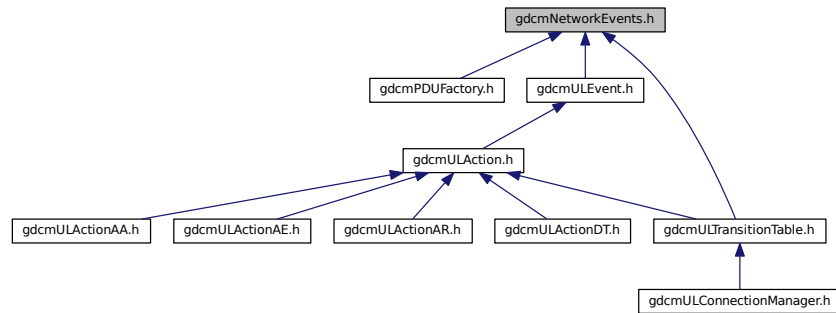 gdcmNetworkEvents.h
gdcmPDUFactory.h
gdcmULEvent.h
gdcmULAction.h
gdcmULActionAA.h
gdcmULActionAE.h
gdcmULActionAR.h
gdcmULActionDT.h
gdcmULTransitionTable.h
gdcmULConnectionManager.h